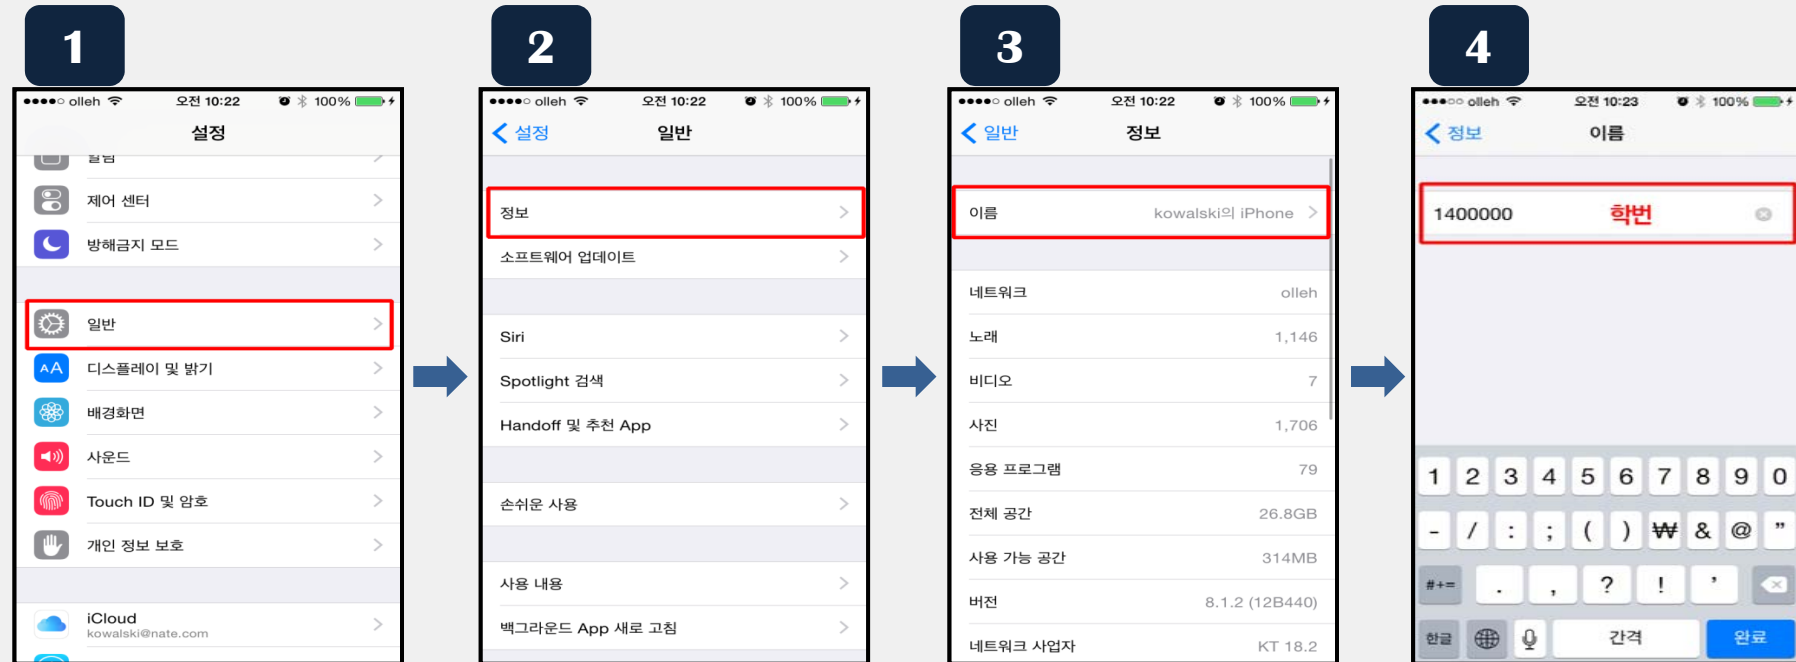 1
olleh 오전 10:22 100%
설정
알림
제어 센터
방해금지 모드
일반
AA 디스플레이 및 밝기
배경화면
사운드
Touch ID 및 암호
개인 정보 보호
iCloud
kowalski@nate.com
2
olleh 오전 10:22 100%
설정 일반
정보
소프트웨어 업데이트
Siri
Spotlight 검색
Handoff 및 추천 App
손쉬운 사용
사용 내용
백그라운드 App 새로 고침
3
olleh 오전 10:22 100%
일반 정보
이름 kowalski의 iPhone
네트워크 olleh
노래 1,146
비디오 7
사진 1,706
응용 프로그램 79
전체 공간 26.8GB
사용 가능 공간 314MB
버전 8.1.2 (12B440)
네트워크 사업자 KT 18.2
4
olleh 오전 10:23 100%
정보 이름
1400000 학번
1 2 3 4 5 6 7 8 9 0
- / : ; ( ) ₩ & @ "
#+= . , ? ! '
한글 간격 완료